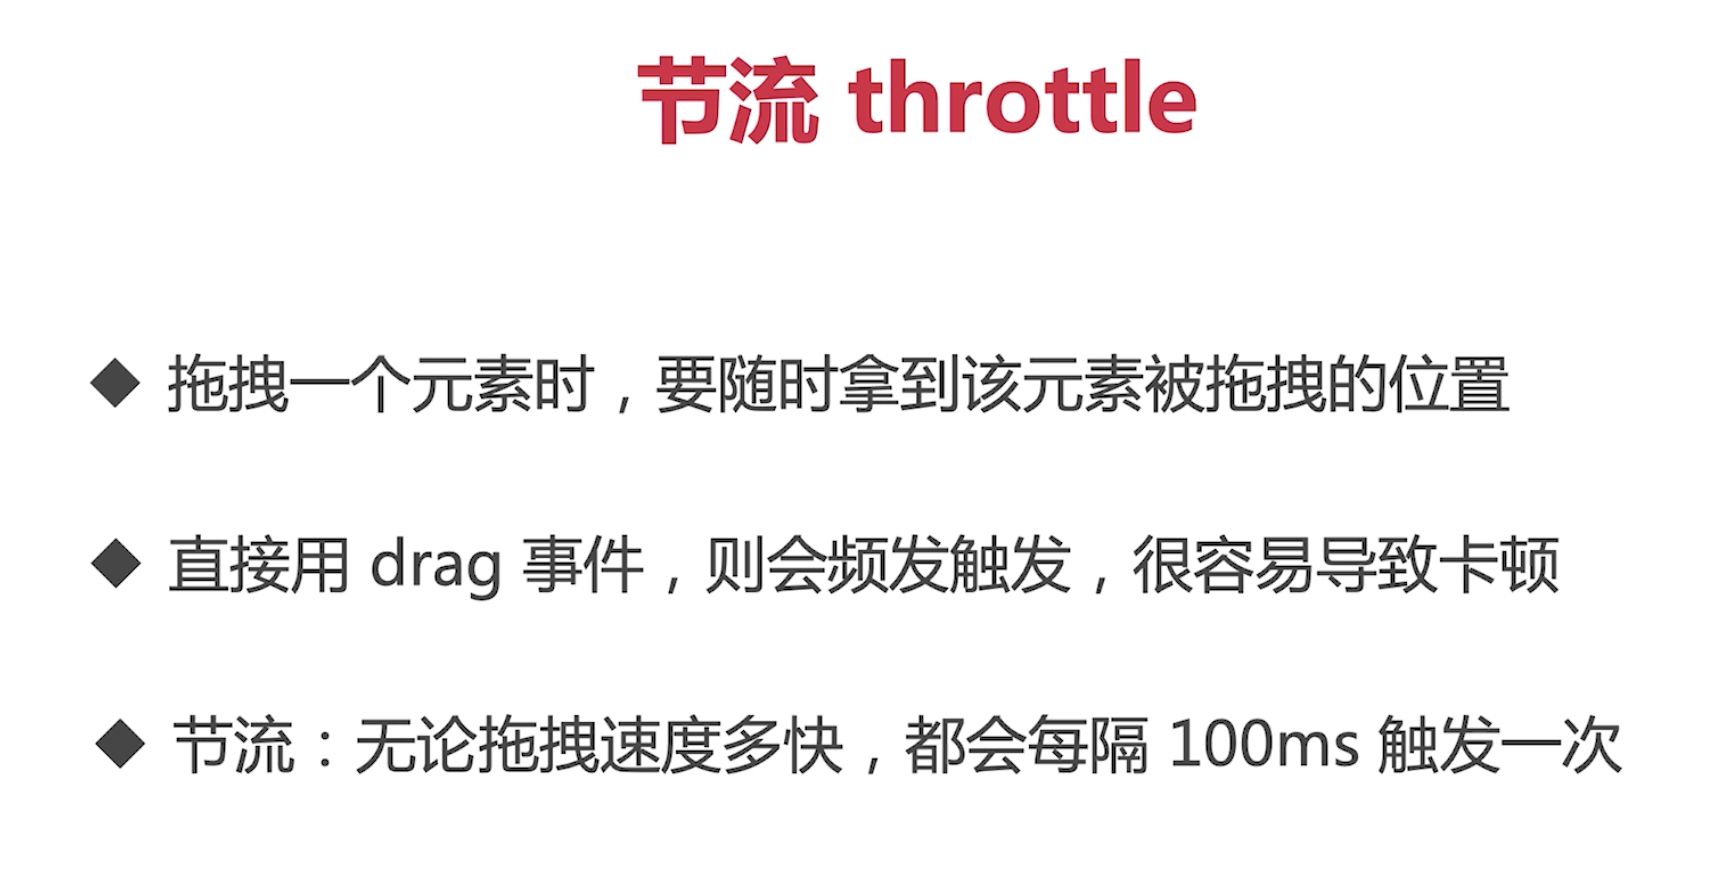 节流 throttle
◆ 拖拽一个元素时，要随时拿到该元素被拖拽的位置
◆ 直接用 drag 事件，则会频发触发，很容易导致卡顿
◆ 节流：无论拖拽速度多快，都会每隔 100ms 触发一次